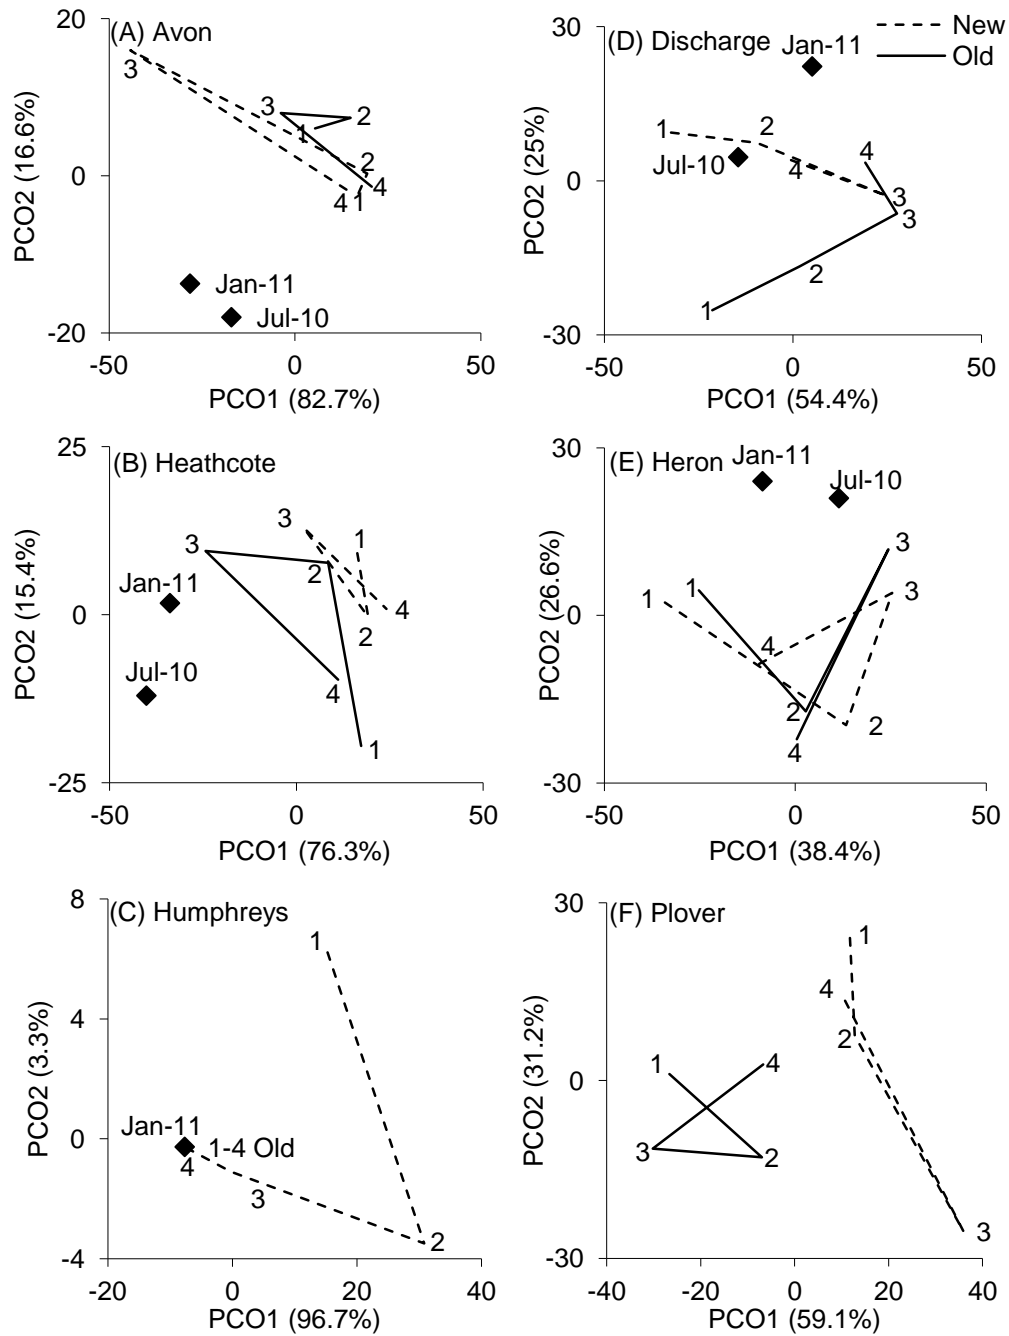 (A) Avon
20
0
-20
-50
0
50
PCO2 (16.6%)
PCO1 (82.7%)
3
3
2
1
2
4
4
1
Jan-11
Jul-10
(D) Discharge
New
Old
30
0
-30
-50
0
50
PCO2 (25%)
PCO1 (54.4%)
Jan-11
Jul-10
1
2
4
4
3
3
2
1
(B) Heathcote
25
0
-25
-50
0
50
PCO2 (15.4%)
PCO1 (76.3%)
3
1
3
2
4
2
4
1
Jan-11
Jul-10
(E) Heron
30
0
-30
-50
0
50
PCO2 (26.6%)
PCO1 (38.4%)
Jan-11
Jul-10
3
1
1
3
4
2
2
4
(C) Humphreys
8
4
0
-4
-20
0
20
40
PCO2 (3.3%)
PCO1 (96.7%)
1
Jan-11
1-4 Old
4
3
2
(F) Plover
30
0
-30
-40
-20
0
20
40
PCO2 (31.2%)
PCO1 (59.1%)
1
4
2
1
4
3
2
3